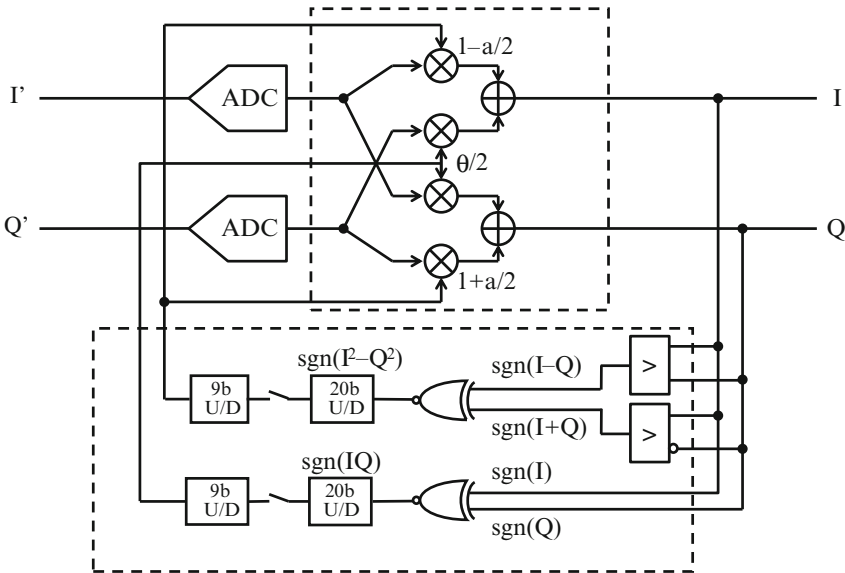 1–a/2
I’
ADC
I
θ/2
Q’
ADC
Q
1+a/2
sgn(I²–Q²)
sgn(I–Q)
>
9b
U/D
20b
U/D
sgn(I+Q)
>
sgn(IQ)
sgn(I)
9b
U/D
20b
U/D
sgn(Q)